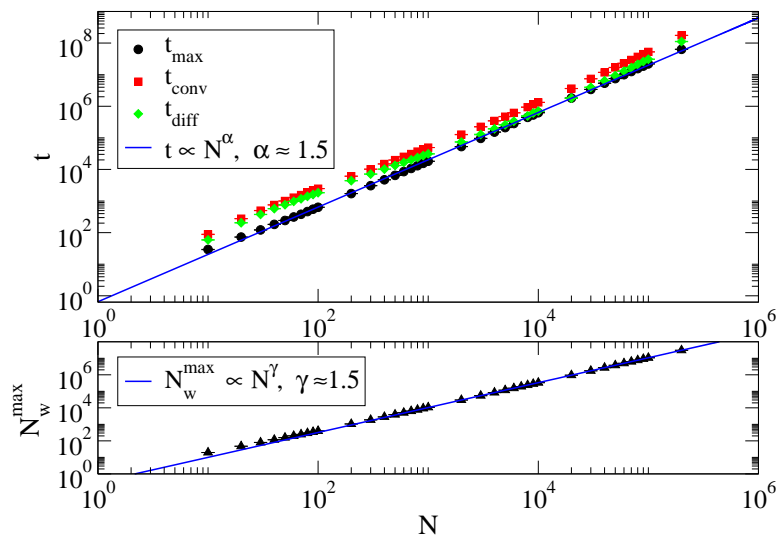 10^8
10^6
10^4
10^2
10^0
t
t_max
t_conv
t_diff
t ∝ N^α, α ≈ 1.5
10^0 10^2 10^4 10^6
10^6
10^4
10^2
10^0
N_w^max
N_w^max ∝ N^γ, γ ≈1.5
10^0 10^2 10^4 10^6
N